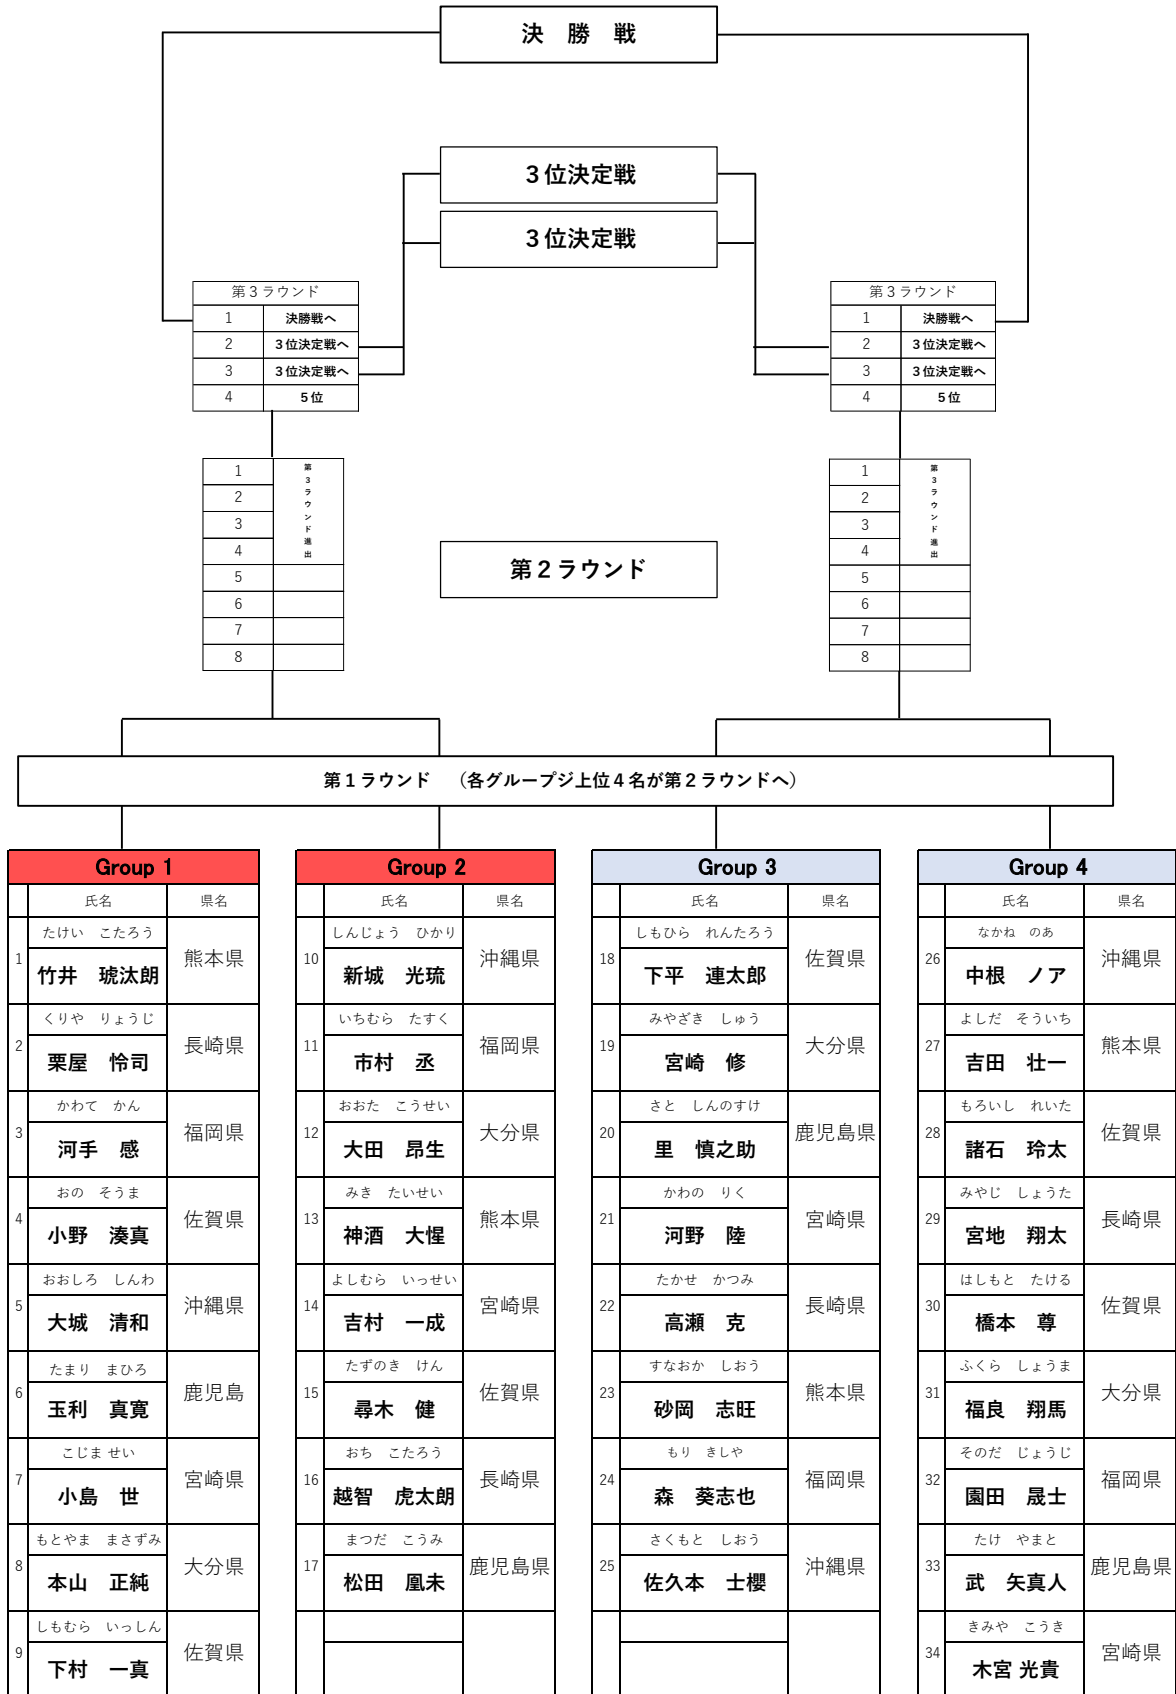 決　勝　戦
３位決定戦
３位決定戦
第３ラウンド
1 決勝戦へ
2 ３位決定戦へ
3 ３位決定戦へ
4 ５位
第３ラウンド
1 決勝戦へ
2 ３位決定戦へ
3 ３位決定戦へ
4 ５位
1
2
3
4
5
6
7
8
第３ラウンド進出
第２ラウンド
1
2
3
4
5
6
7
8
第３ラウンド進出
第１ラウンド　（各グループジ上位４名が第２ラウンドへ）
Group 1
氏名 県名
たけい　こたろう
1 竹井　琥汰朗 熊本県
くりや　りょうじ
2 栗屋　怜司 長崎県
かわて　かん
3 河手　感 福岡県
おの　そうま
4 小野　湊真 佐賀県
おおしろ　しんわ
5 大城　清和 沖縄県
たまり　まひろ
6 玉利　真寛 鹿児島
こじま せい
7 小島　世 宮崎県
もとやま　まさずみ
8 本山　正純 大分県
しもむら　いっしん
9 下村　一真 佐賀県
Group 2
氏名 県名
しんじょう　ひかり
10 新城　光琉 沖縄県
いちむら　たすく
11 市村　丞 福岡県
おおた　こうせい
12 大田　昂生 大分県
みき　たいせい
13 神酒　大惺 熊本県
よしむら　いっせい
14 吉村　一成 宮崎県
たずのき　けん
15 尋木　健 佐賀県
おち　こたろう
16 越智　虎太朗 長崎県
まつだ　こうみ
17 松田　凰未 鹿児島県
Group 3
氏名 県名
しもひら　れんたろう
18 下平　連太郎 佐賀県
みやざき　しゅう
19 宮崎　修 大分県
さと　しんのすけ
20 里　慎之助 鹿児島県
かわの　りく
21 河野　陸 宮崎県
たかせ　かつみ
22 高瀬　克 長崎県
すなおか　しおう
23 砂岡　志旺 熊本県
もり　きしや
24 森　葵志也 福岡県
さくもと　しおう
25 佐久本　士櫻 沖縄県
Group 4
氏名 県名
なかね　のあ
26 中根　ノア 沖縄県
よしだ　そういち
27 吉田　壮一 熊本県
もろいし　れいた
28 諸石　玲太 佐賀県
みやじ　しょうた
29 宮地　翔太 長崎県
はしもと　たける
30 橋本　尊 佐賀県
ふくら　しょうま
31 福良　翔馬 大分県
そのだ　じょうじ
32 園田　晟士 福岡県
たけ　やまと
33 武　矢真人 鹿児島県
きみや　こうき
34 木宮 光貴 宮崎県